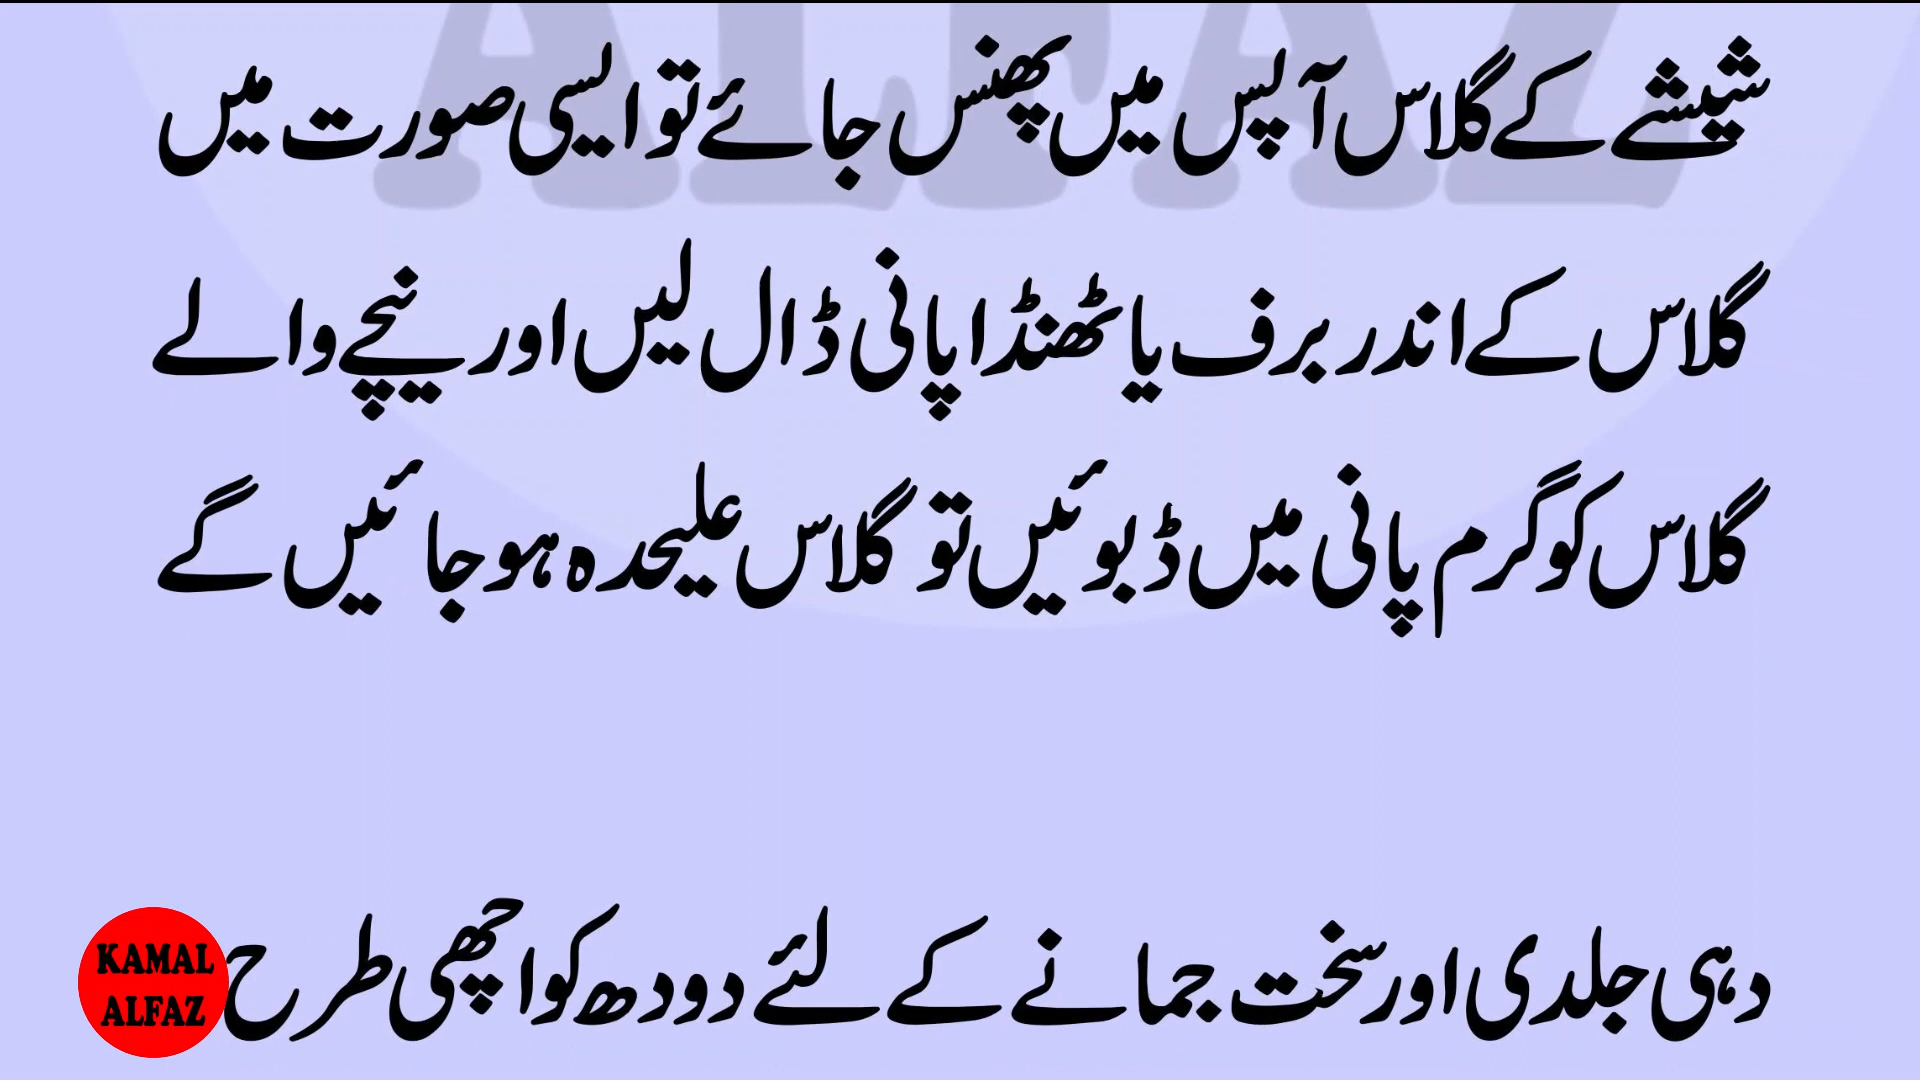 ALFAZ
شیشے کے گلاس آپس میں پھنس جائے تو ایسی صورت میں
گلاس کے اندر برف یا ٹھنڈا پانی ڈال لیں اور نیچے والے
گلاس کو گرم پانی میں ڈبوئیں تو گلاس علیحدہ ہو جائیں گے
دہی جلدی اور سخت جمانے کے لئے دودھ کو اچھی طرح
KAMAL
ALFAZ